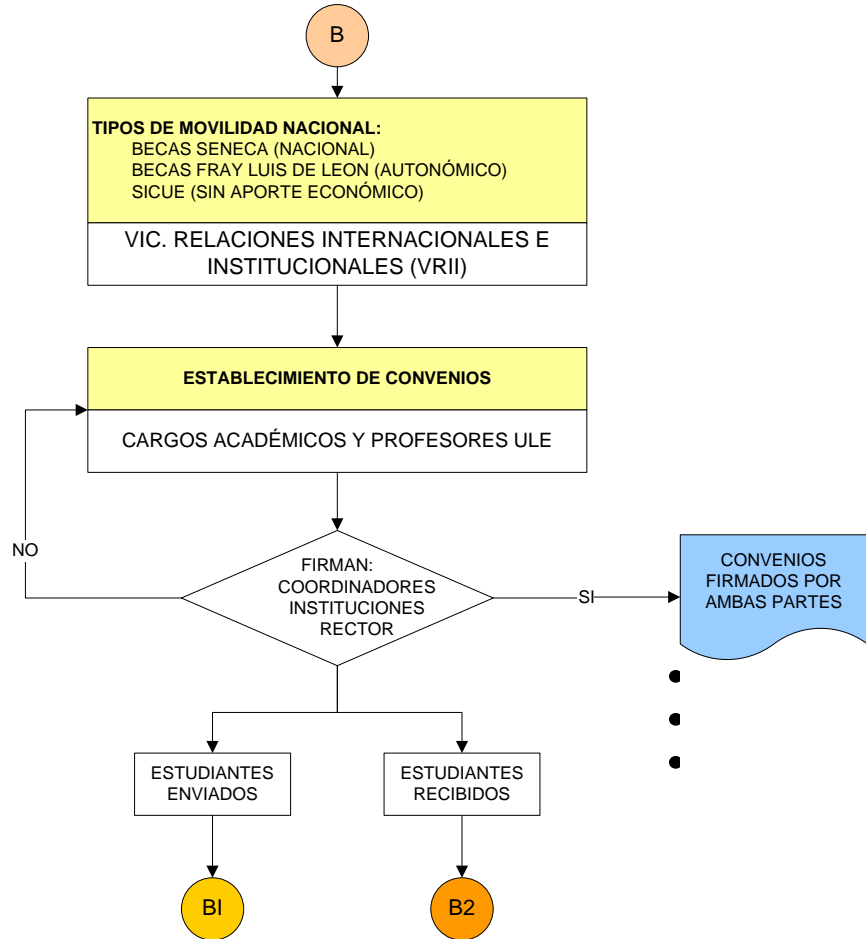 B
TIPOS DE MOVILIDAD NACIONAL:
BECAS SENECA (NACIONAL)
BECAS FRAY LUIS DE LEON (AUTONÓMICO)
SICUE (SIN APORTE ECONÓMICO)
VIC. RELACIONES INTERNACIONALES E
INSTITUCIONALES (VRII)
ESTABLECIMIENTO DE CONVENIOS
CARGOS ACADÉMICOS Y PROFESORES ULE
NO
FIRMAN:
COORDINADORES
INSTITUCIONES
RECTOR
SI
CONVENIOS
FIRMADOS POR
AMBAS PARTES
ESTUDIANTES
ENVIADOS
ESTUDIANTES
RECIBIDOS
BI
B2